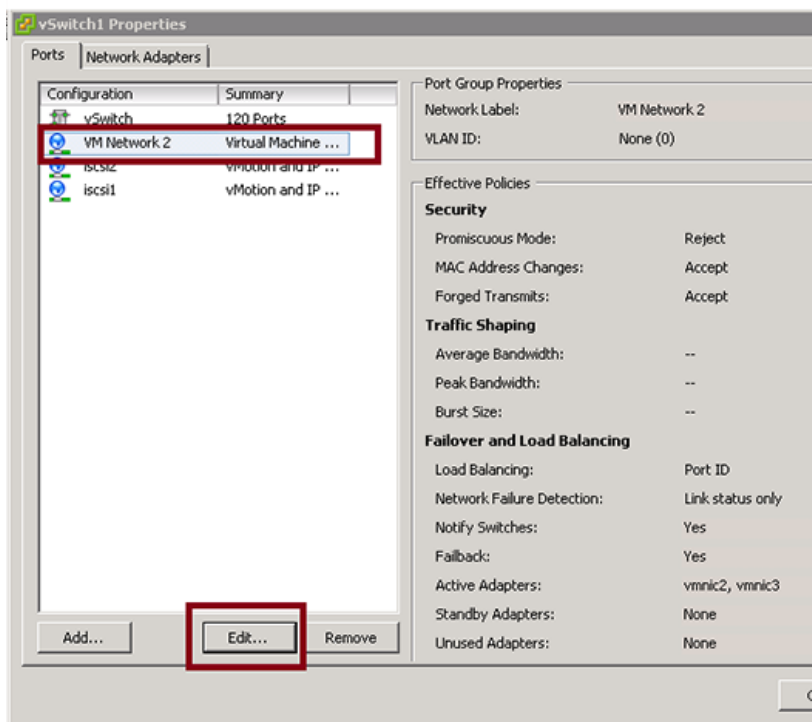 vSwitch1 Properties
Ports Network Adapters
Configuration Summary
vSwitch 120 Ports
VM Network 2 Virtual Machine ...
iscsi2 vMotion and IP ...
iscsi1 vMotion and IP ...
Add... Edit... Remove
Port Group Properties
Network Label: VM Network 2
VLAN ID: None (0)
Effective Policies
Security
Promiscuous Mode: Reject
MAC Address Changes: Accept
Forged Transmits: Accept
Traffic Shaping
Average Bandwidth: --
Peak Bandwidth: --
Burst Size: --
Failover and Load Balancing
Load Balancing: Port ID
Network Failure Detection: Link status only
Notify Switches: Yes
Failback: Yes
Active Adapters: vmnic2, vmnic3
Standby Adapters: None
Unused Adapters: None